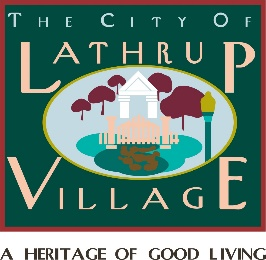 THE CITY OF
LATHRUP
VILLAGE
A HERITAGE OF GOOD LIVING